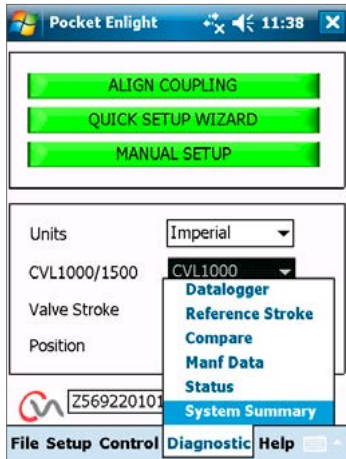 Pocket Enlight 11:38
ALIGN COUPLING
QUICK SETUP WIZARD
MANUAL SETUP
Units Imperial
CVL1000/1500 CVL1000
Valve Stroke
Position
Datalogger
Reference Stroke
Compare
Manf Data
Status
System Summary
Z569220101
File Setup Control Diagnostic Help